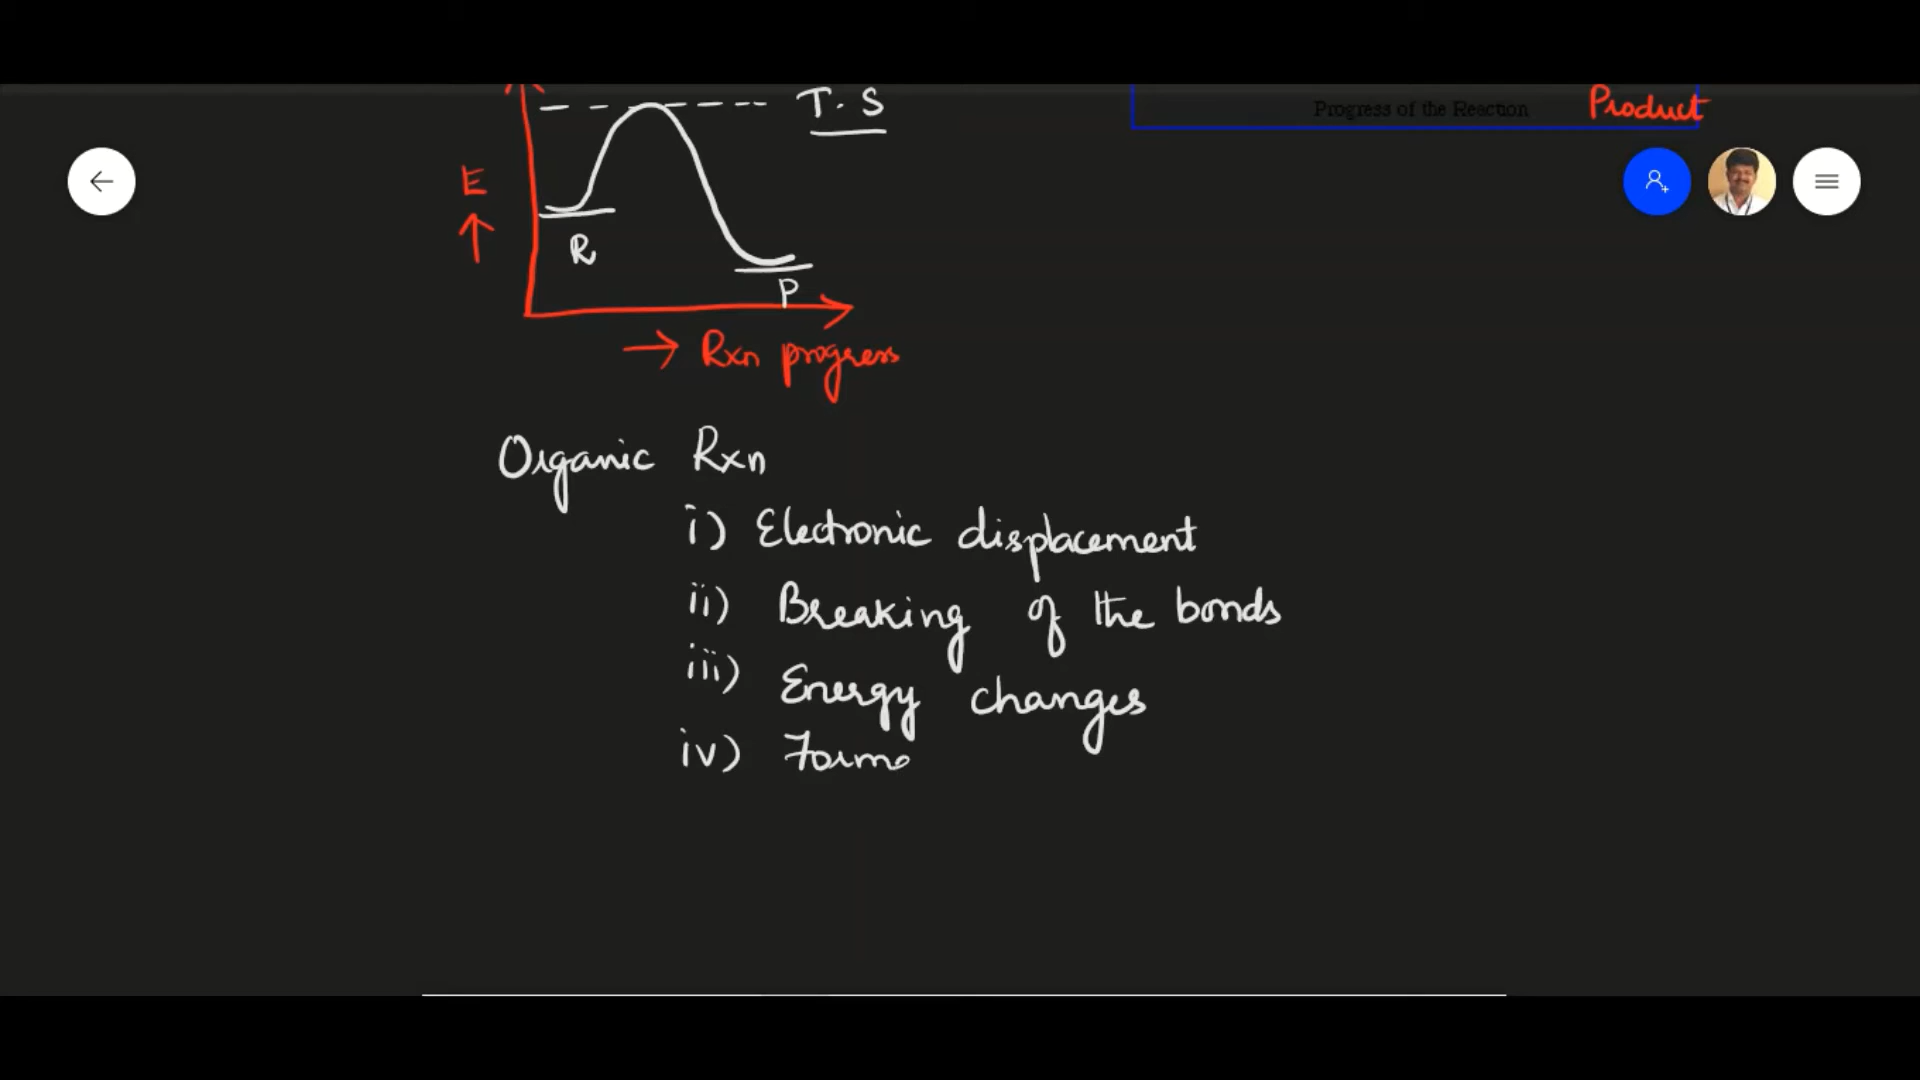 T.S
Progress of the Reaction
Product
E
R
P
Rxn progress
Organic Rxn
i) Electronic displacement
ii) Breaking of the bonds
iii) Energy changes
iv) Forma